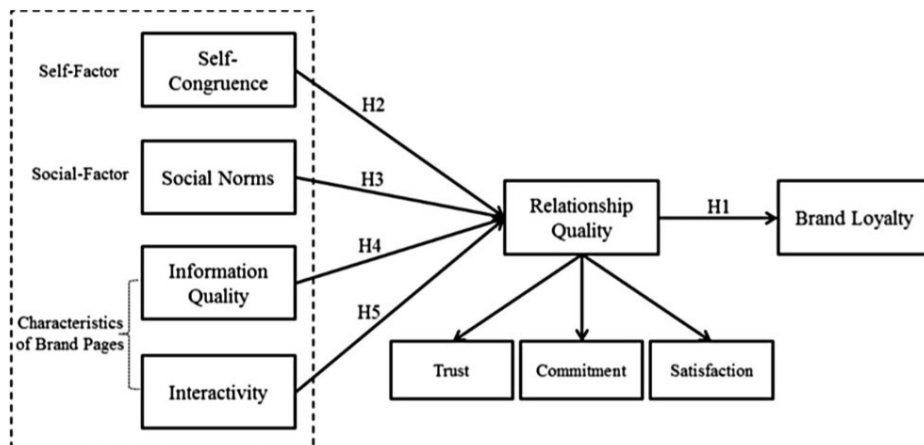 Self-Factor
Self-
Congruence
H2
Social-Factor
Social Norms
H3
Relationship
Quality
H1
Brand Loyalty
Information
Quality
H4
Characteristics
of Brand Pages
H5
Interactivity
Trust
Commitment
Satisfaction